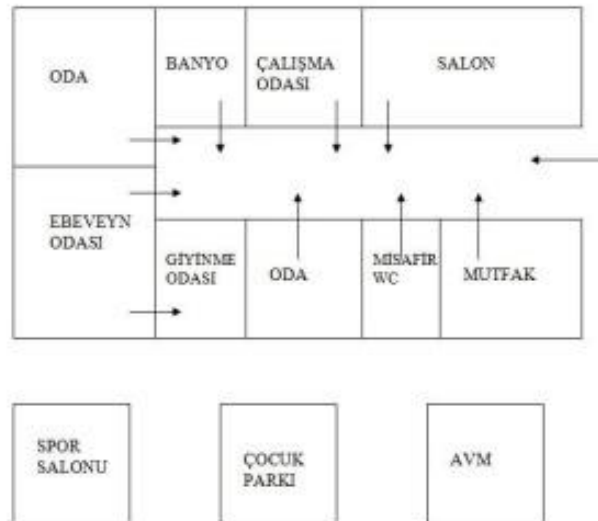 ODA
BANYO
ÇALIŞMA
ODASI
SALON
EBEVEYN
ODASI
GİYİNME
ODASI
ODA
MİSAFİR
WC
MUTFAK
SPOR
SALONU
ÇOCUK
PARKI
AVM